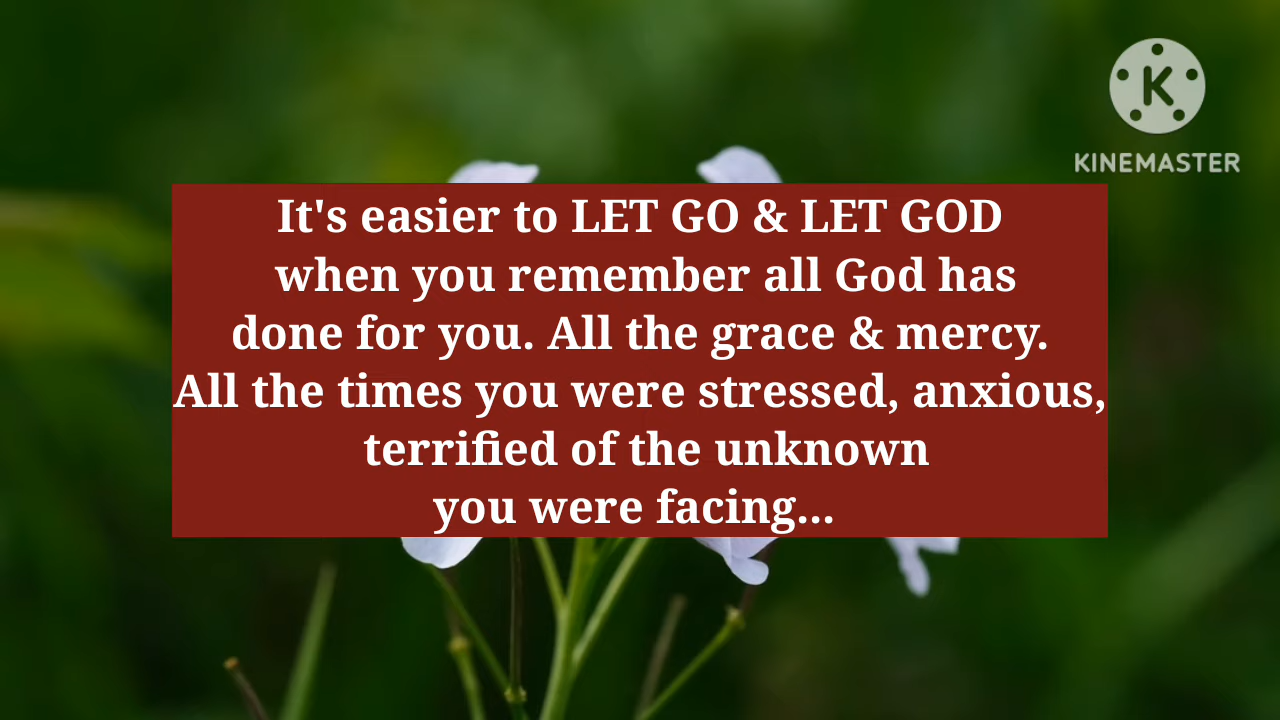 KINEMASTER
It's easier to LET GO & LET GOD
when you remember all God has
done for you. All the grace & mercy.
All the times you were stressed, anxious,
terrified of the unknown
you were facing...